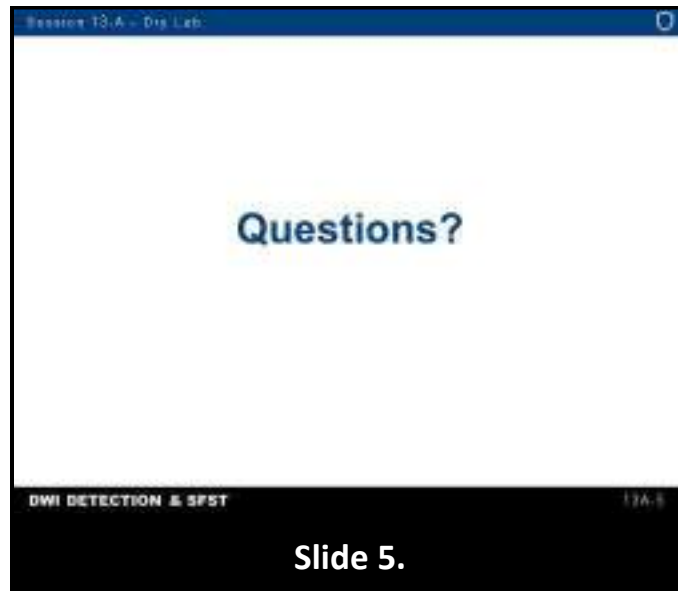 Session 13.A - Dry Lab
Questions?
DWI DETECTION & SFST
13A-5
Slide 5.